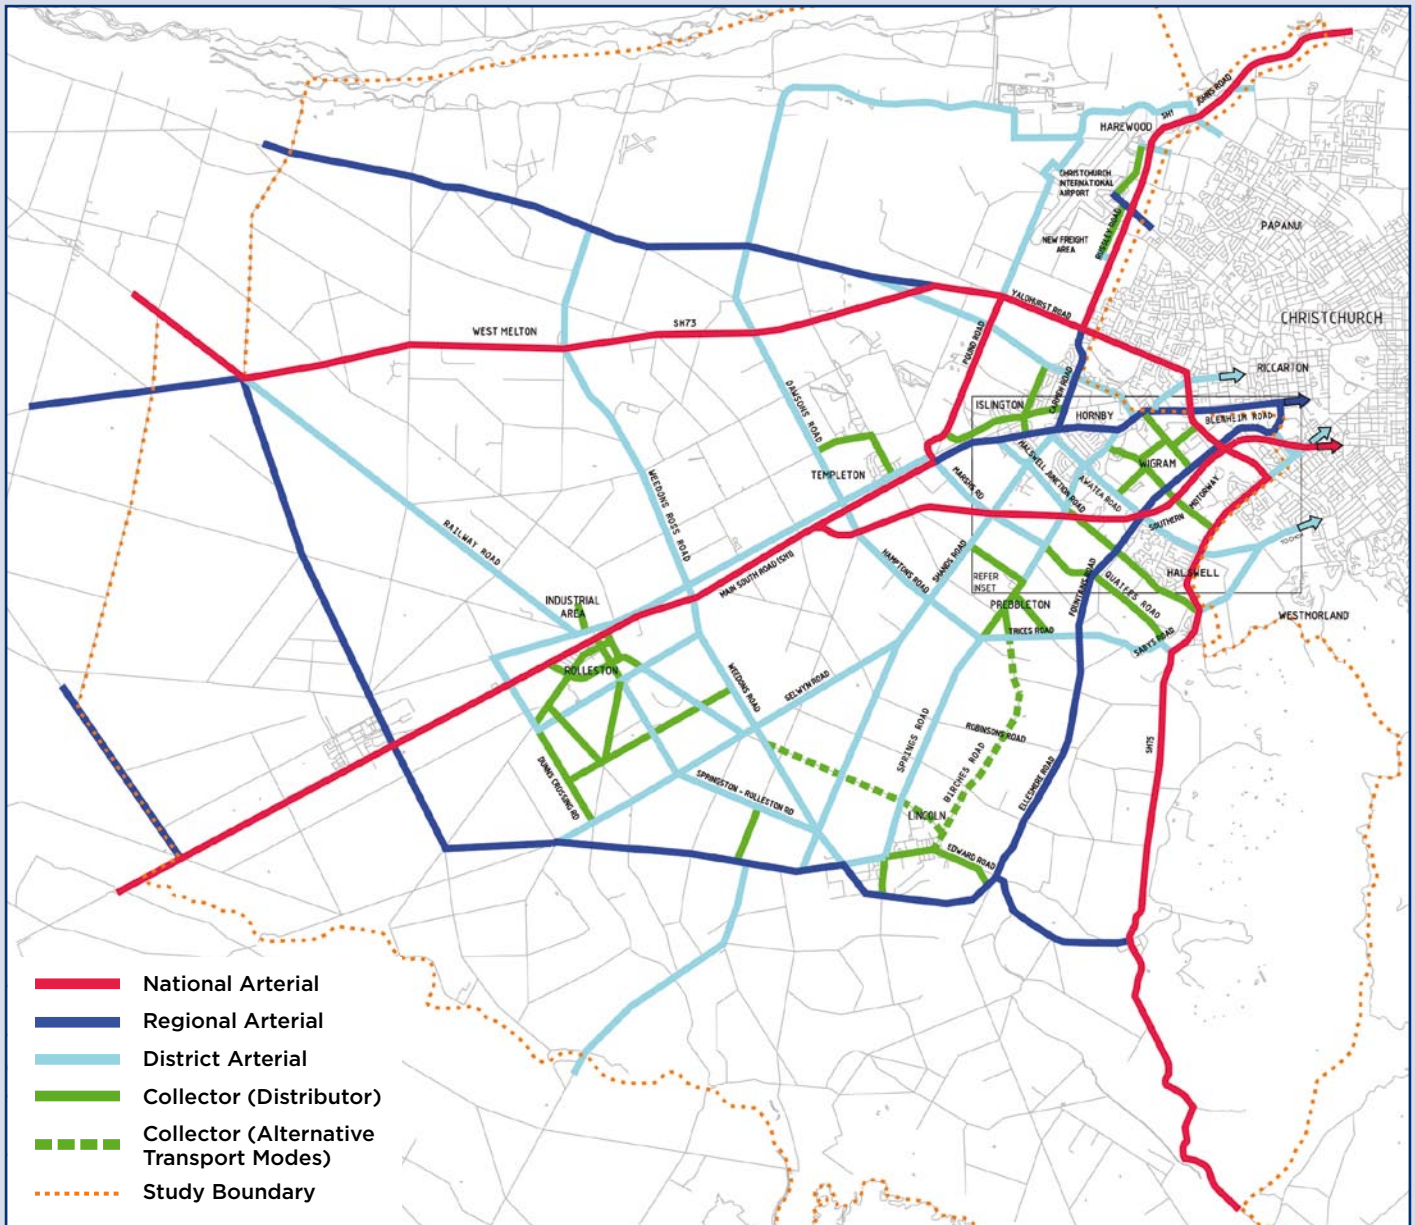 JOHNS ROAD
SH1
HAREWOOD
CHRISTCHURCH
INTERNATIONAL
AIRPORT
PAPANUI
RUSSLEY ROAD
NEW FREIGHT
AREA
YALDHURST ROAD
CHRISTCHURCH
SH73
WEST MELTON
POUND ROAD
RICCARTON
CARMEN ROAD
DAWSONS ROAD
ISLINGTON
HORNBY
BLENHEIM ROAD
HALSWELL JUNCTION ROAD
WIGRAM
TEMPLETON
MARSHS RD
AWATEA ROAD
MOTORWAY
WEEDONS ROSS ROAD
SOUTHERN
RAILWAY ROAD
HAMPTONS ROAD
SHANDS ROAD
MAIN SOUTH ROAD (SH1)
REFER
INSET
FOUNTAINS ROAD
QUAIFES ROAD
HALSWELL
INDUSTRIAL
AREA
PREBBLETON
WESTMORLAND
TRICES ROAD
SABYS ROAD
ROLLESTON
WEEDONS ROAD
SELWYN ROAD
SPRINGS ROAD
ROBINSONS ROAD
BIRCHES ROAD
SH75
DUNNS CROSSING RD
SPRINGSTON - ROLLESTON RD
ELLESMERE ROAD
LINCOLN
EDWARD ROAD
National Arterial
Regional Arterial
District Arterial
Collector (Distributor)
Collector (Alternative
Transport Modes)
Study Boundary